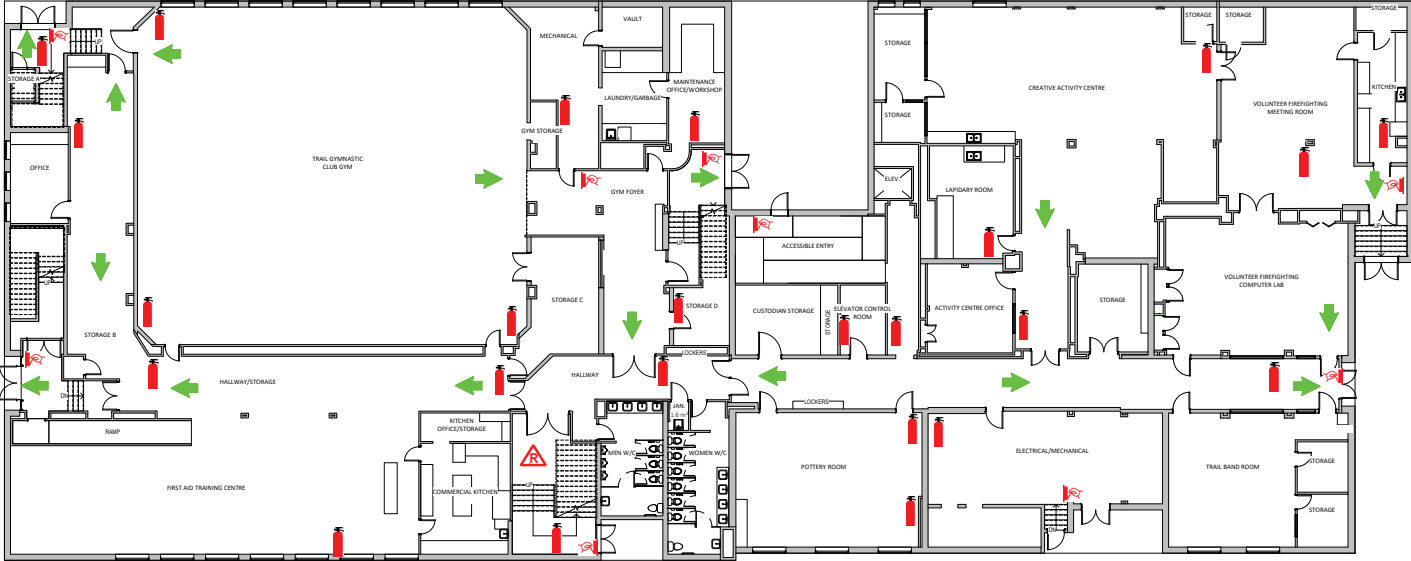 STORAGE A
UP
OFFICE
UP
STORAGE B
DN
RAMP
HALLWAY/STORAGE
FIRST AID TRAINING CENTRE
TRAIL GYMNASTIC
CLUB GYM
MECHANICAL
VAULT
LAUNDRY/GARBAGE
MAINTENANCE
OFFICE/WORKSHOP
GYM STORAGE
GYM FOYER
UP
STORAGE C
STORAGE D
LOCKERS
HALLWAY
KITCHEN
OFFICE/STORAGE
COMMERCIAL KITCHEN
R
UP
MEN W/C
JAN.
1.6 m²
WOMEN W/C
ACCESSIBLE ENTRY
CUSTODIAN STORAGE
STORAGE
ELEVATOR CONTROL
ROOM
LOCKERS
POTTERY ROOM
STORAGE
STORAGE
ELEV.
LAPIDARY ROOM
CREATIVE ACTIVITY CENTRE
ACTIVITY CENTRE OFFICE
STORAGE
ELECTRICAL/MECHANICAL
DN
STORAGE
STORAGE
STORAGE
VOLUNTEER FIREFIGHTING
MEETING ROOM
KITCHEN
UP
VOLUNTEER FIREFIGHTING
COMPUTER LAB
TRAIL BAND ROOM
STORAGE
STORAGE